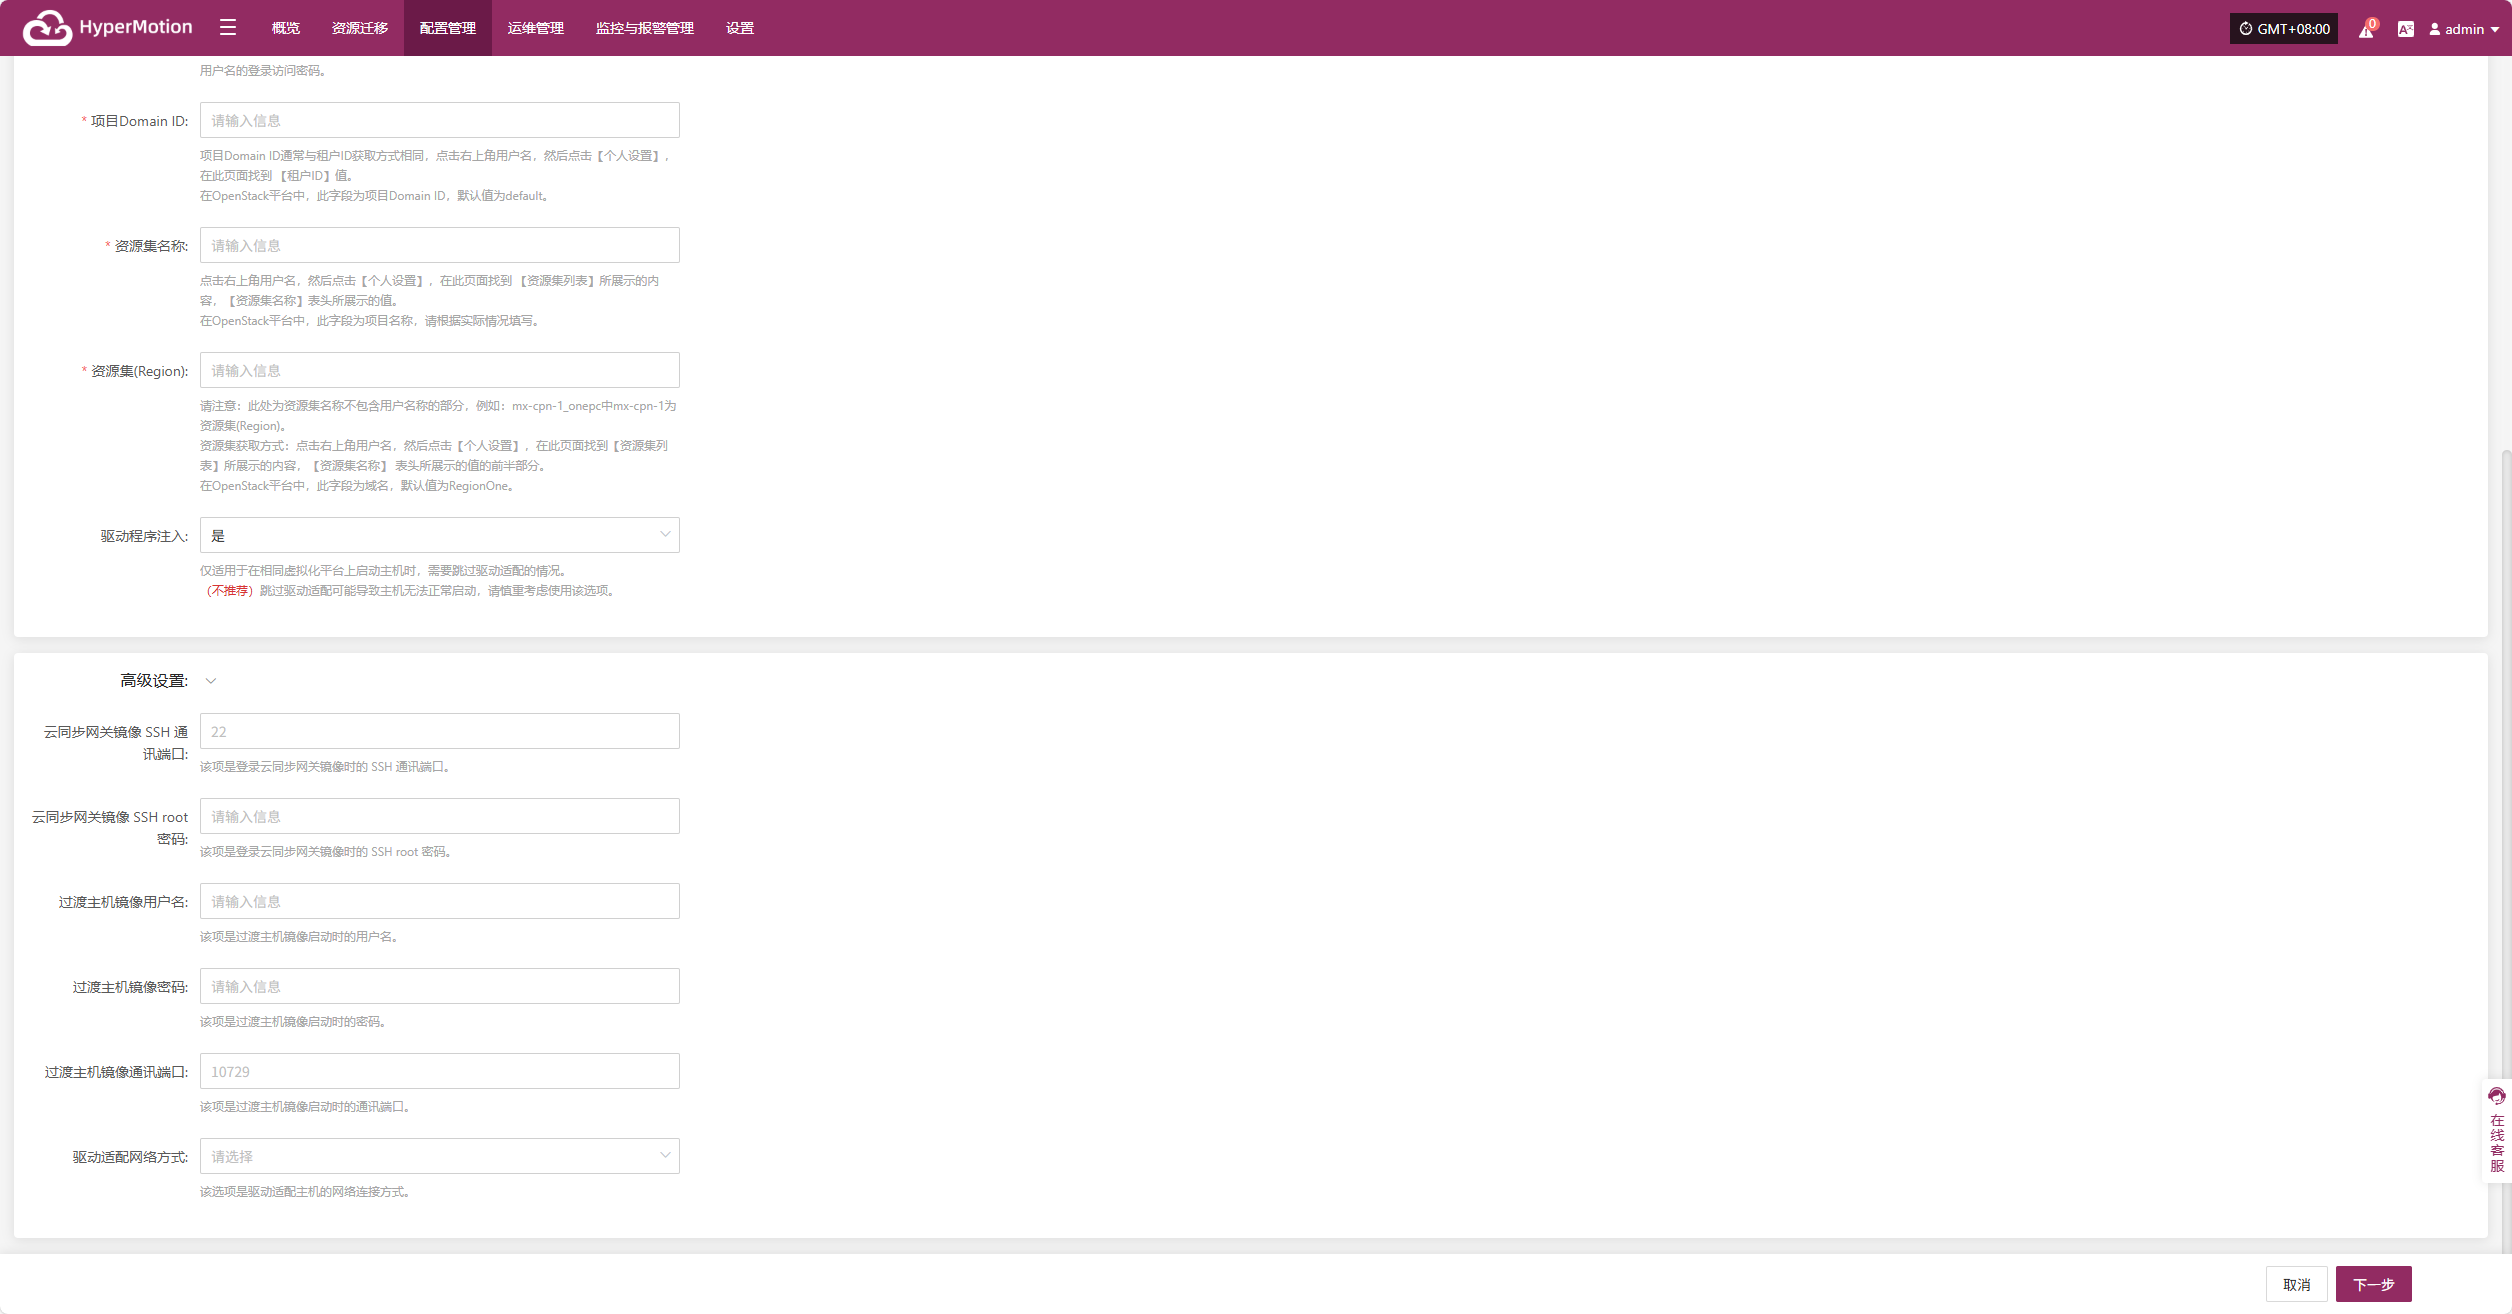 HyperMotion
概览
资源迁移
配置管理
运维管理
监控与报警管理
设置
GMT+08:00
0
admin
用户名的登录访问密码。
* 项目Domain ID:
请输入信息
项目Domain ID通常与租户ID获取方式相同，点击右上角用户名，然后点击【个人设置】，
在此页面找到 【租户ID】值。
在OpenStack平台中，此字段为项目Domain ID，默认值为default。
* 资源集名称:
请输入信息
点击右上角用户名，然后点击【个人设置】，在此页面找到 【资源集列表】所展示的内
容，【资源集名称】表头所展示的值。
在OpenStack平台中，此字段为项目名称，请根据实际情况填写。
* 资源集(Region):
请输入信息
请注意：此处为资源集名称不包含用户名称的部分，例如：mx-cpn-1_onepc中mx-cpn-1为
资源集(Region)。
资源集获取方式：点击右上角用户名，然后点击【个人设置】，在此页面找到【资源集列
表】所展示的内容，【资源集名称】 表头所展示的值的前半部分。
在OpenStack平台中，此字段为域名，默认值为RegionOne。
驱动程序注入:
是
仅适用于在相同虚拟化平台上启动主机时，需要跳过驱动适配的情况。
（不推荐）跳过驱动适配可能导致主机无法正常启动，请慎重考虑使用该选项。
高级设置:
云同步网关镜像 SSH 通
讯端口:
22
该项是登录云同步网关镜像时的 SSH 通讯端口。
云同步网关镜像 SSH root
密码:
请输入信息
该项是登录云同步网关镜像时的 SSH root 密码。
过渡主机镜像用户名:
请输入信息
该项是过渡主机镜像启动时的用户名。
过渡主机镜像密码:
请输入信息
该项是过渡主机镜像启动时的密码。
过渡主机镜像通讯端口:
10729
该项是过渡主机镜像启动时的通讯端口。
驱动适配网络方式:
请选择
该选项是驱动适配主机的网络连接方式。
在线客服
取消
下一步